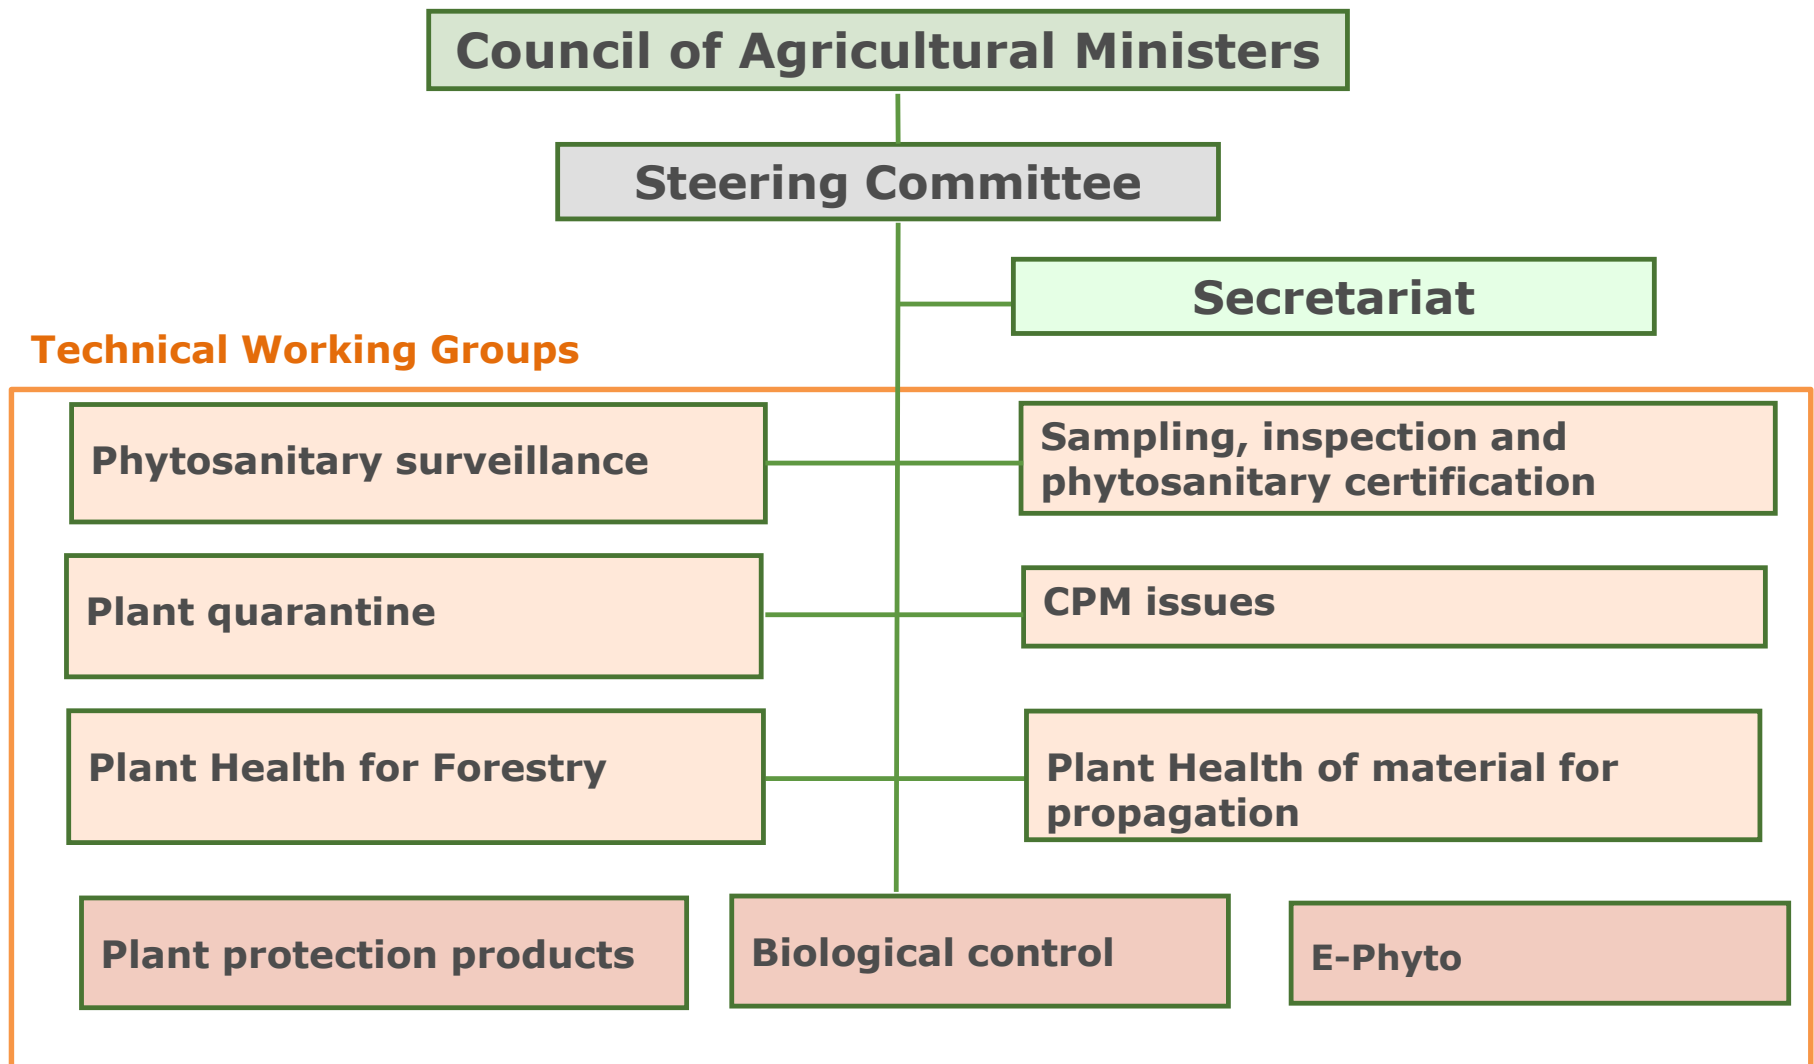 Council of Agricultural Ministers
Steering Committee
Secretariat
Technical Working Groups
Phytosanitary surveillance
Sampling, inspection and
phytosanitary certification
Plant quarantine
CPM issues
Plant Health for Forestry
Plant Health of material for
propagation
Plant protection products
Biological control
E-Phyto